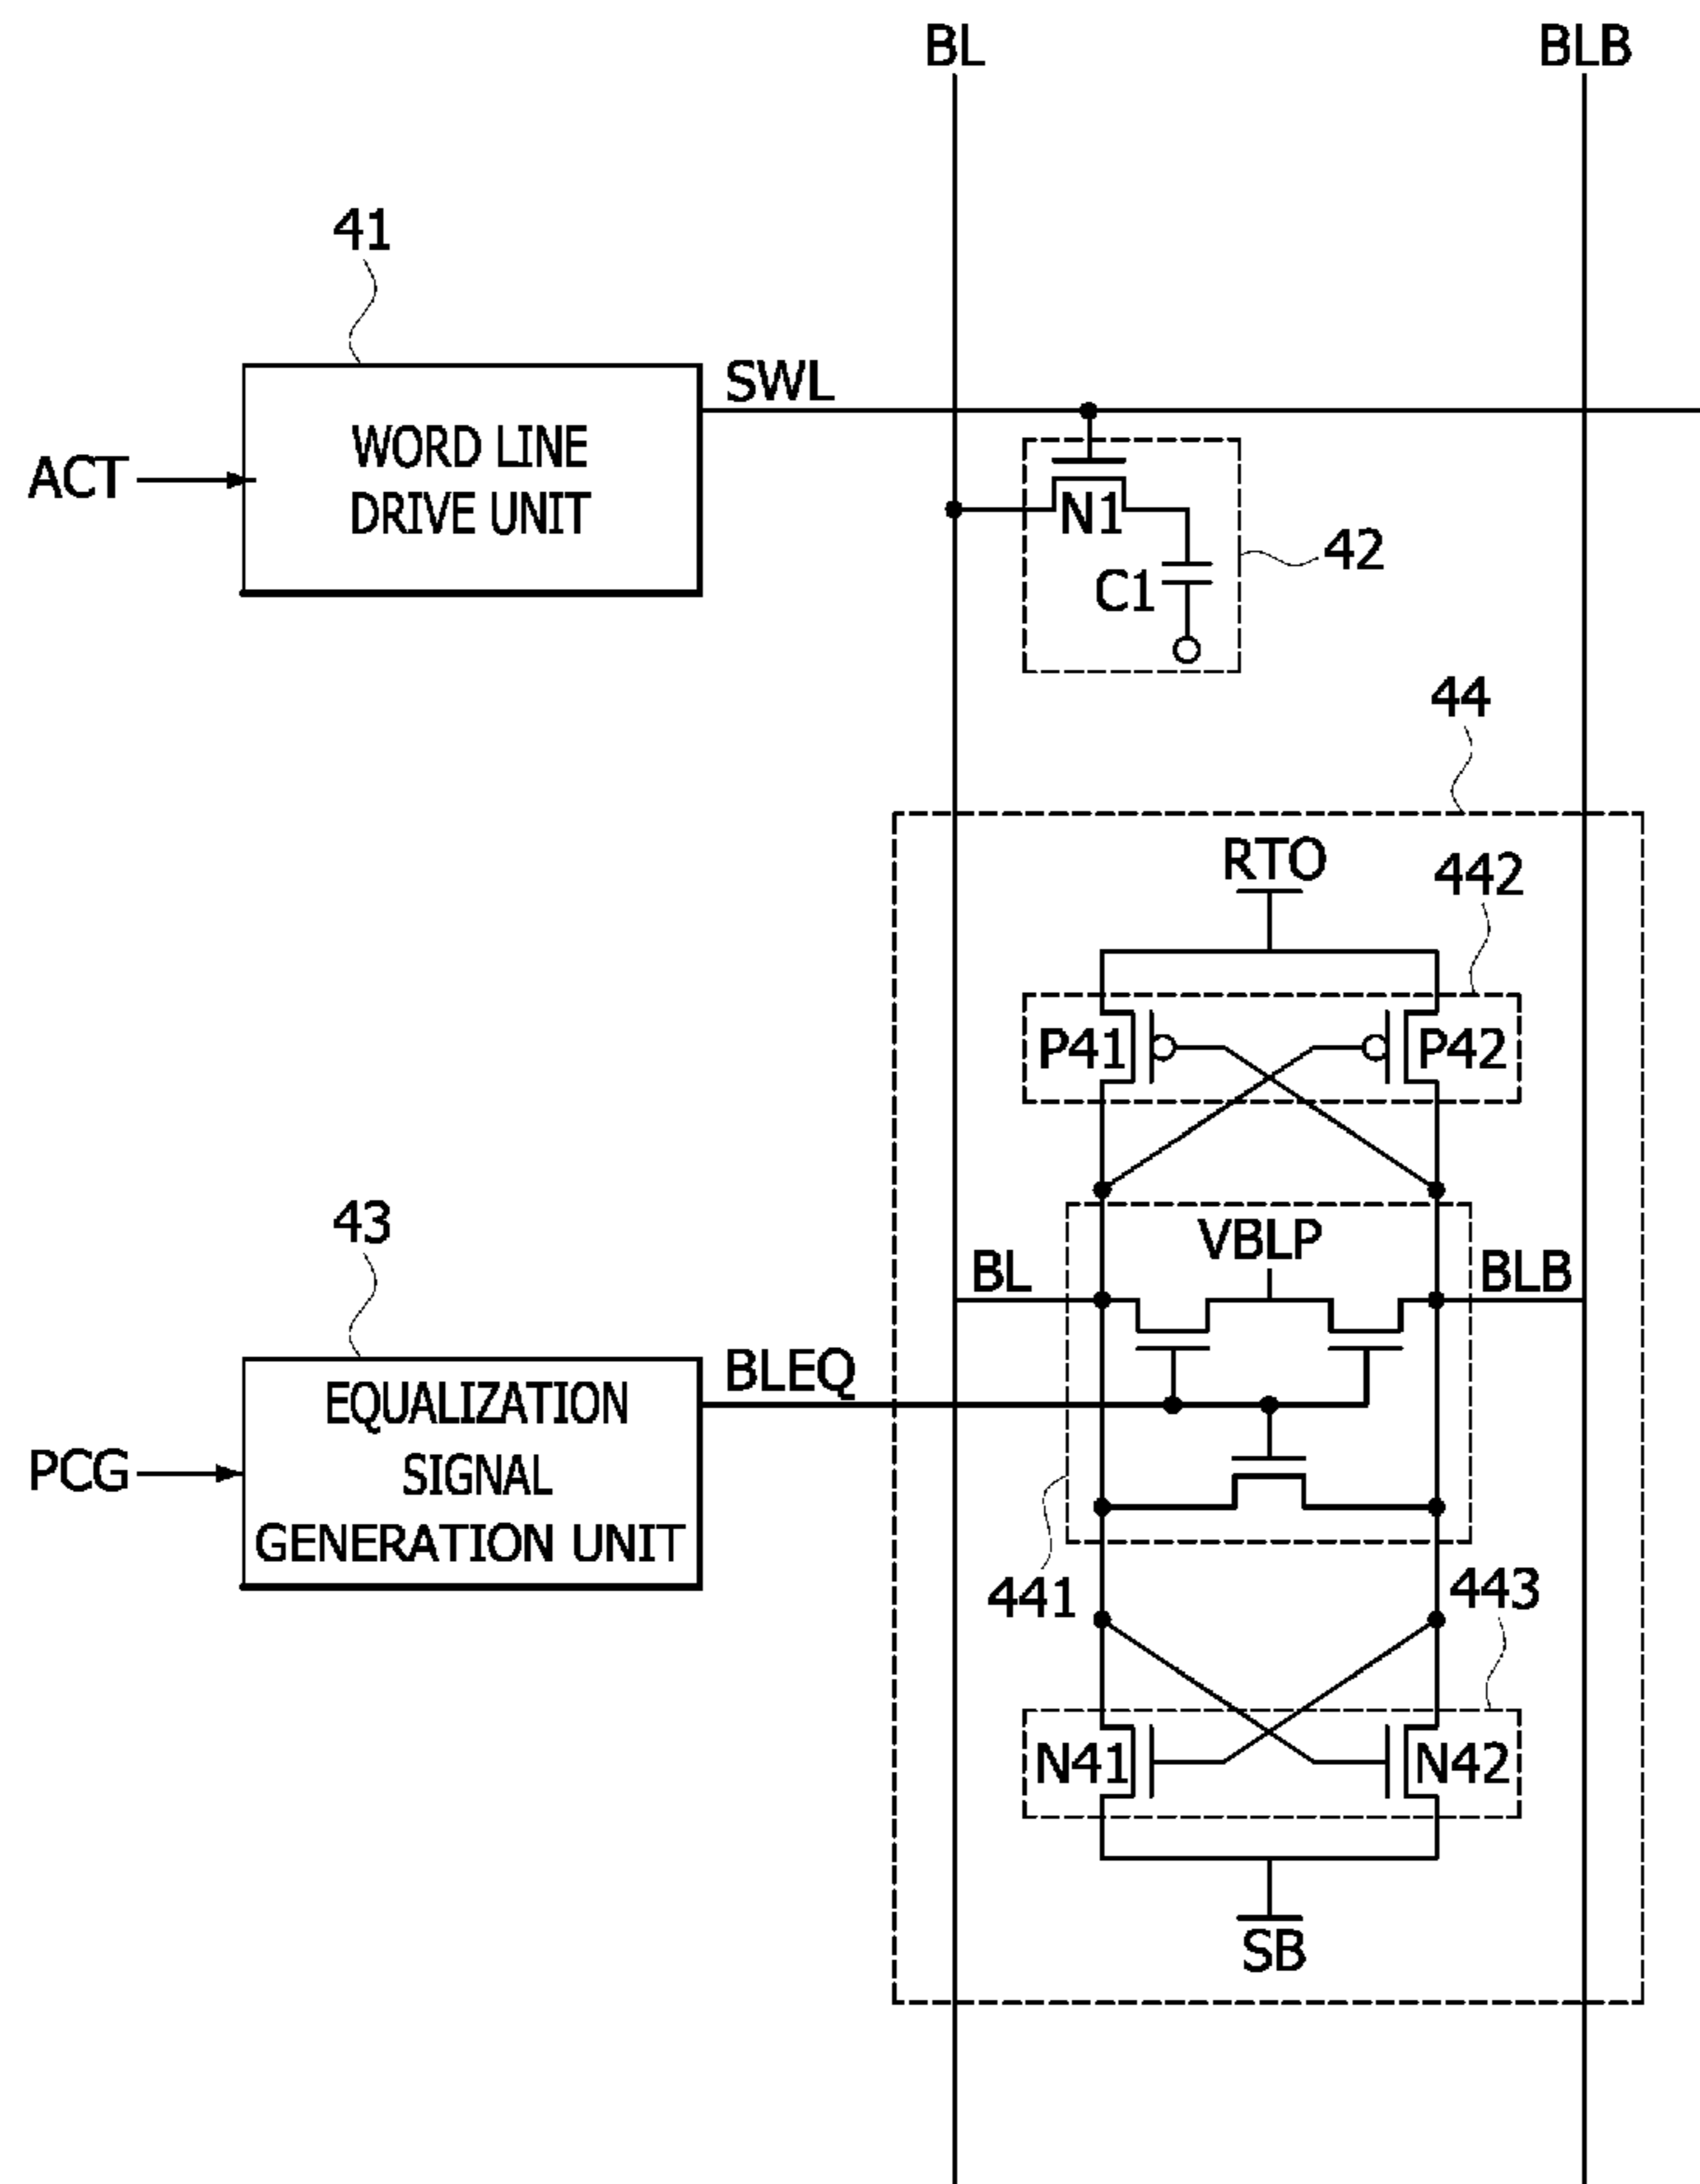 BL
BLB
41
SWL
WORD LINE
DRIVE UNIT
ACT
N1
C1
42
44
RTO
442
P41
P42
43
VBLP
BL
BLB
BLEQ
EQUALIZATION
SIGNAL
GENERATION UNIT
PCG
441
443
N41
N42
SB